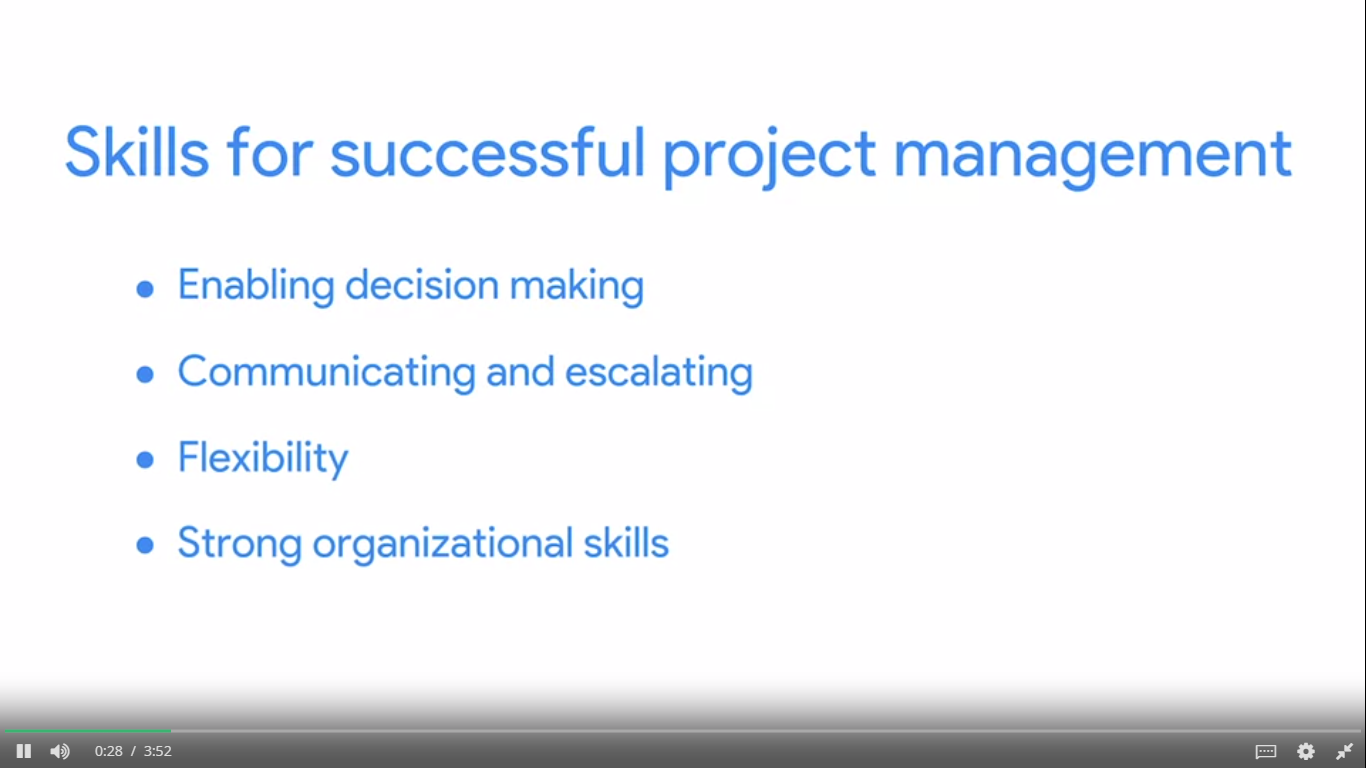 Skills for successful project management
● Enabling decision making
● Communicating and escalating
● Flexibility
● Strong organizational skills
0:28 / 3:52